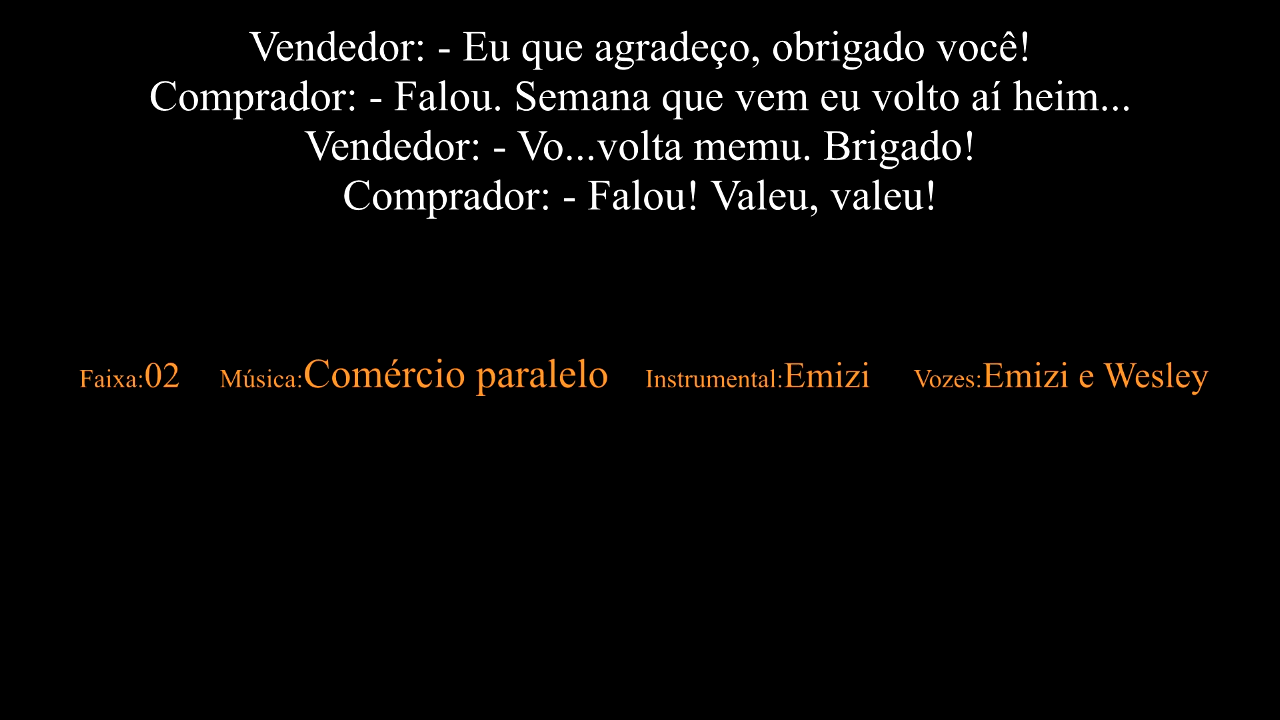 Vendedor: - Eu que agradeço, obrigado você!
Comprador: - Falou. Semana que vem eu volto aí heim...
Vendedor: - Vo...volta memu. Brigado!
Comprador: - Falou! Valeu, valeu!
Faixa:02 Música:Comércio paralelo Instrumental:Emizi Vozes:Emizi e Wesley